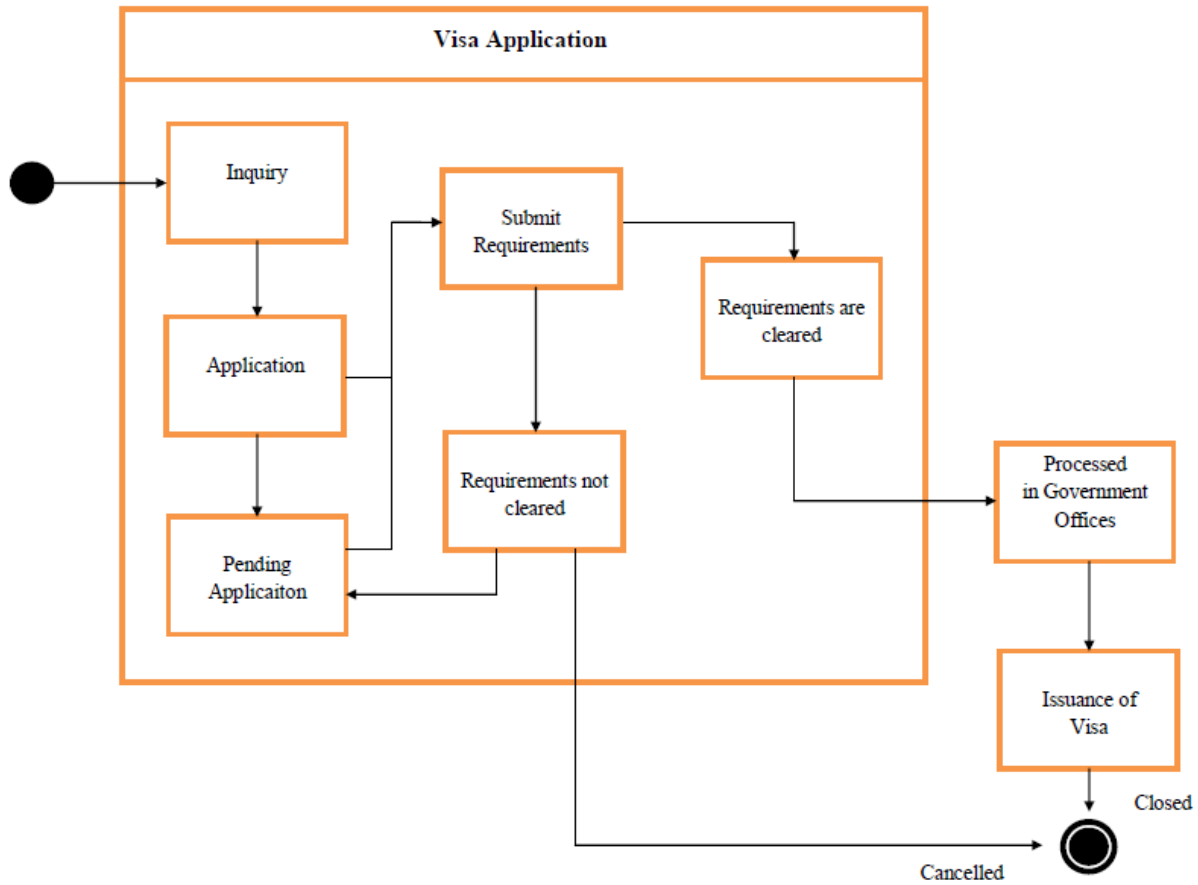 Visa Application
Inquiry
Submit
Requirements
Requirements are
cleared
Application
Requirements not
cleared
Processed
in Government
Offices
Pending
Applicaiton
Issuance of
Visa
Closed
Cancelled